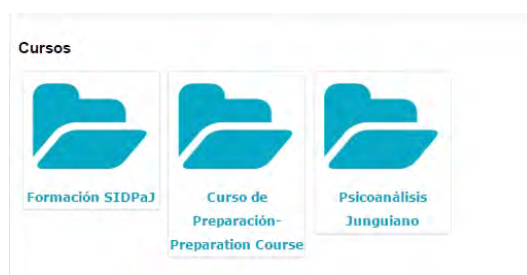 Cursos
Formación SIDPaJ
Curso de
Preparación-
Preparation Course
Psicoanálisis
Junguiano